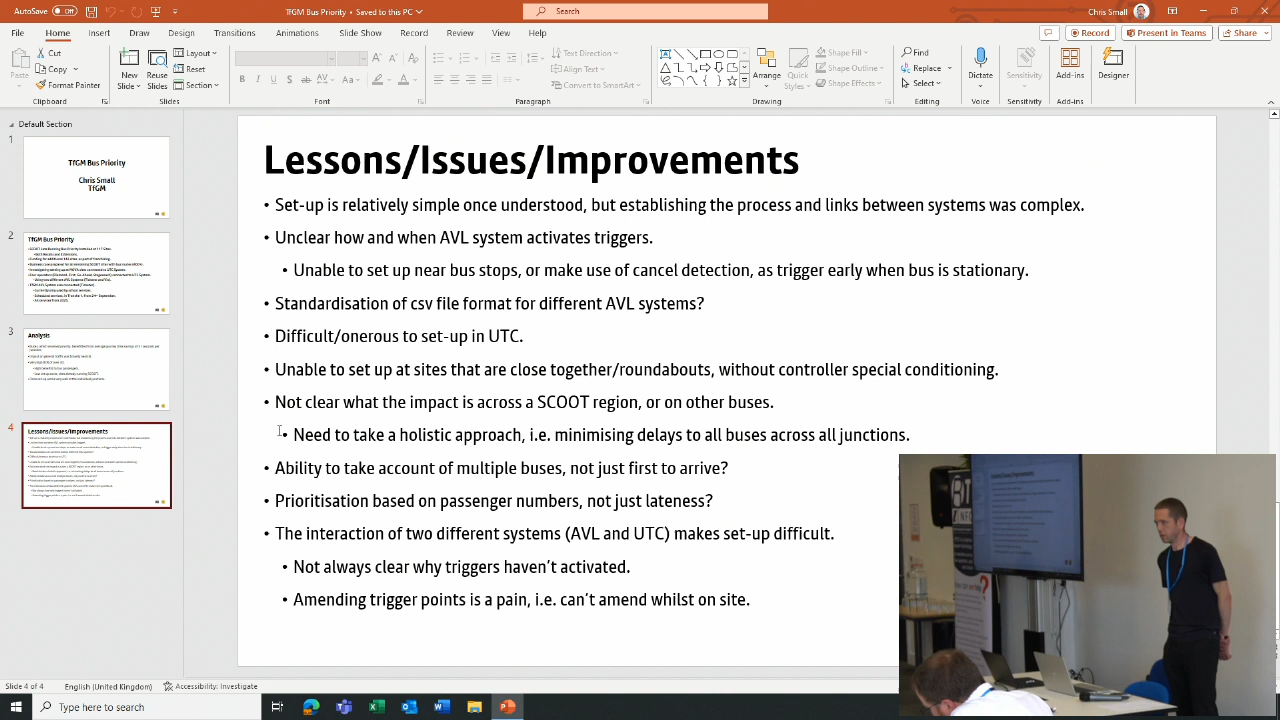 AutoSave Off
TfGM Bus Priority • Saved to this PC
Search
Chris Small
File Home Insert Draw Design Transitions Animations Slide Show Record Review View Help
Record Present in Teams Share
Paste Cut Copy Format Painter
Clipboard
New Slide Reuse Slides Layout Reset Section
Slides
Font
Text Direction Align Text Convert to SmartArt
Paragraph
Arrange Quick Styles Shape Fill Shape Outline Shape Effects
Drawing
Find Replace Select
Editing
Dictate
Voice
Sensitivity
Sensitivity
Add-ins
Add-ins
Designer
Default Section
1
TfGM Bus Priority
Chris Small
TfGM
2
TfGM Bus Priority
3
Analysis
4
Lessons/Issues/Improvements
Lessons/Issues/Improvements
• Set-up is relatively simple once understood, but establishing the process and links between systems was complex.
• Unclear how and when AVL system activates triggers.
• Unable to set up near bus stops, or make use of cancel detection, as trigger early when bus is stationary.
• Standardisation of csv file format for different AVL systems?
• Difficult/onerous to set-up in UTC.
• Unable to set up at sites that are close together/roundabouts, without controller special conditioning.
• Not clear what the impact is across a SCOOT region, or on other buses.
• Need to take a holistic approach, i.e. minimising delays to all buses across all junctions.
• Ability to take account of multiple buses, not just first to arrive?
• Prioritisation based on passenger numbers, not just lateness?
• The interaction of two different systems (AVL and UTC) makes set-up difficult.
• Not always clear why triggers haven't activated.
• Amending trigger points is a pain, i.e. can't amend whilst on site.
Slide 4 of 4 English (United Kingdom) Accessibility: Investigate
Type here to search